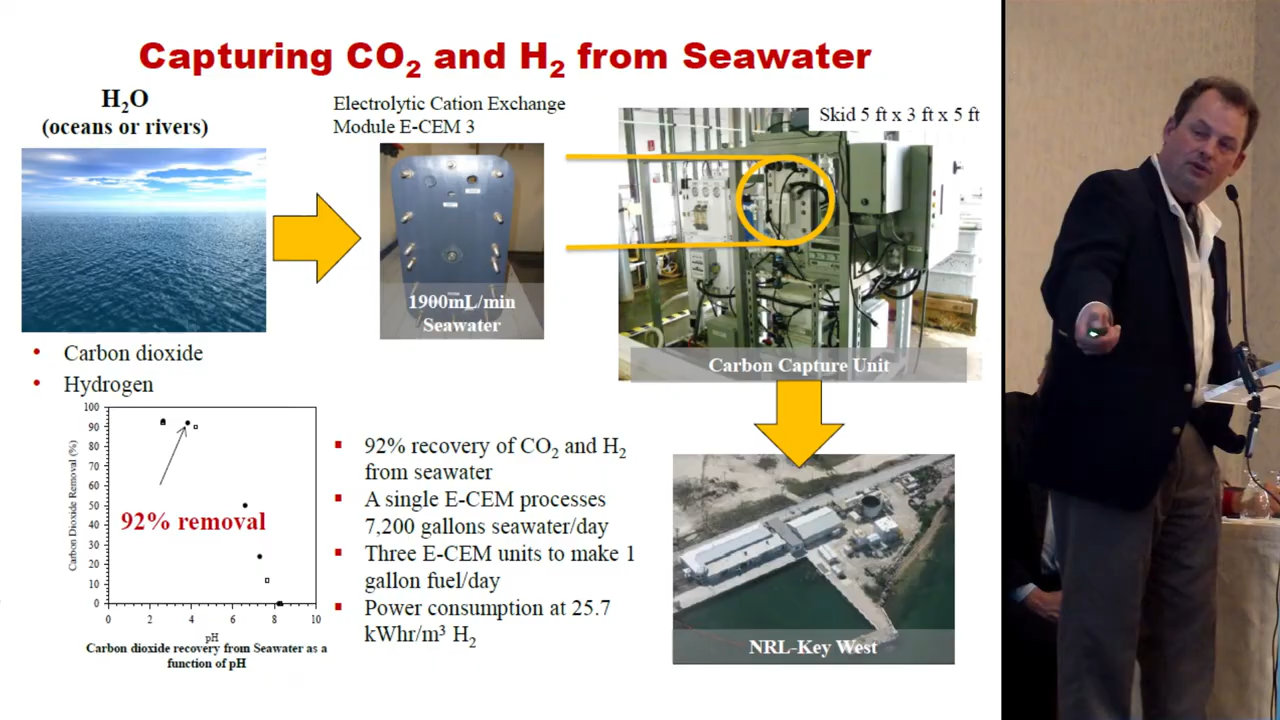 Capturing CO₂ and H₂ from Seawater
H₂O
(oceans or rivers)
Electrolytic Cation Exchange
Module E-CEM 3
Skid 5 ft x 3 ft x 5 ft
1900mL/min
Seawater
Carbon Capture Unit
• Carbon dioxide
• Hydrogen
Carbon Dioxide Removal (%)
100
90
80
70
60
50
40
30
20
10
0
92% removal
0 2 4 6 8 10
pH
Carbon dioxide recovery from Seawater as a
function of pH
▪ 92% recovery of CO₂ and H₂
from seawater
▪ A single E-CEM processes
7,200 gallons seawater/day
▪ Three E-CEM units to make 1
gallon fuel/day
▪ Power consumption at 25.7
kWhr/m³ H₂
NRL-Key West